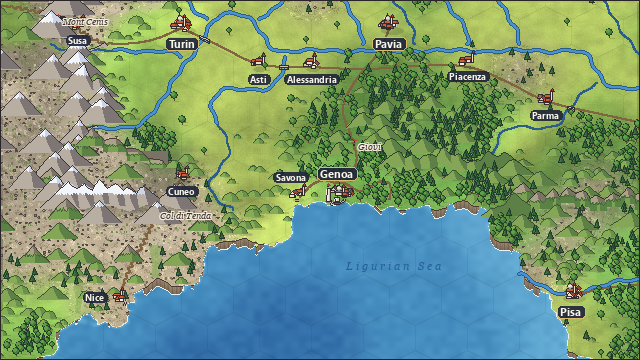 Mont Cenis
Susa
Turin
Pavia
Asti
Alessandria
Piacenza
Parma
Giovi
Cuneo
Savona
Genoa
Col di Tenda
Ligurian Sea
Nice
Pisa